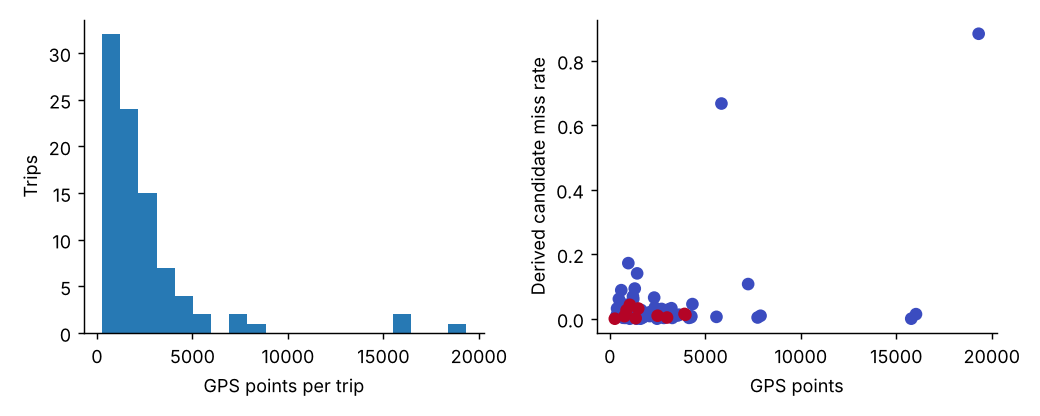 Trips
30
25
20
15
10
5
0
0 5000 10000 15000 20000
GPS points per trip
Derived candidate miss rate
0.8
0.6
0.4
0.2
0.0
0 5000 10000 15000 20000
GPS points